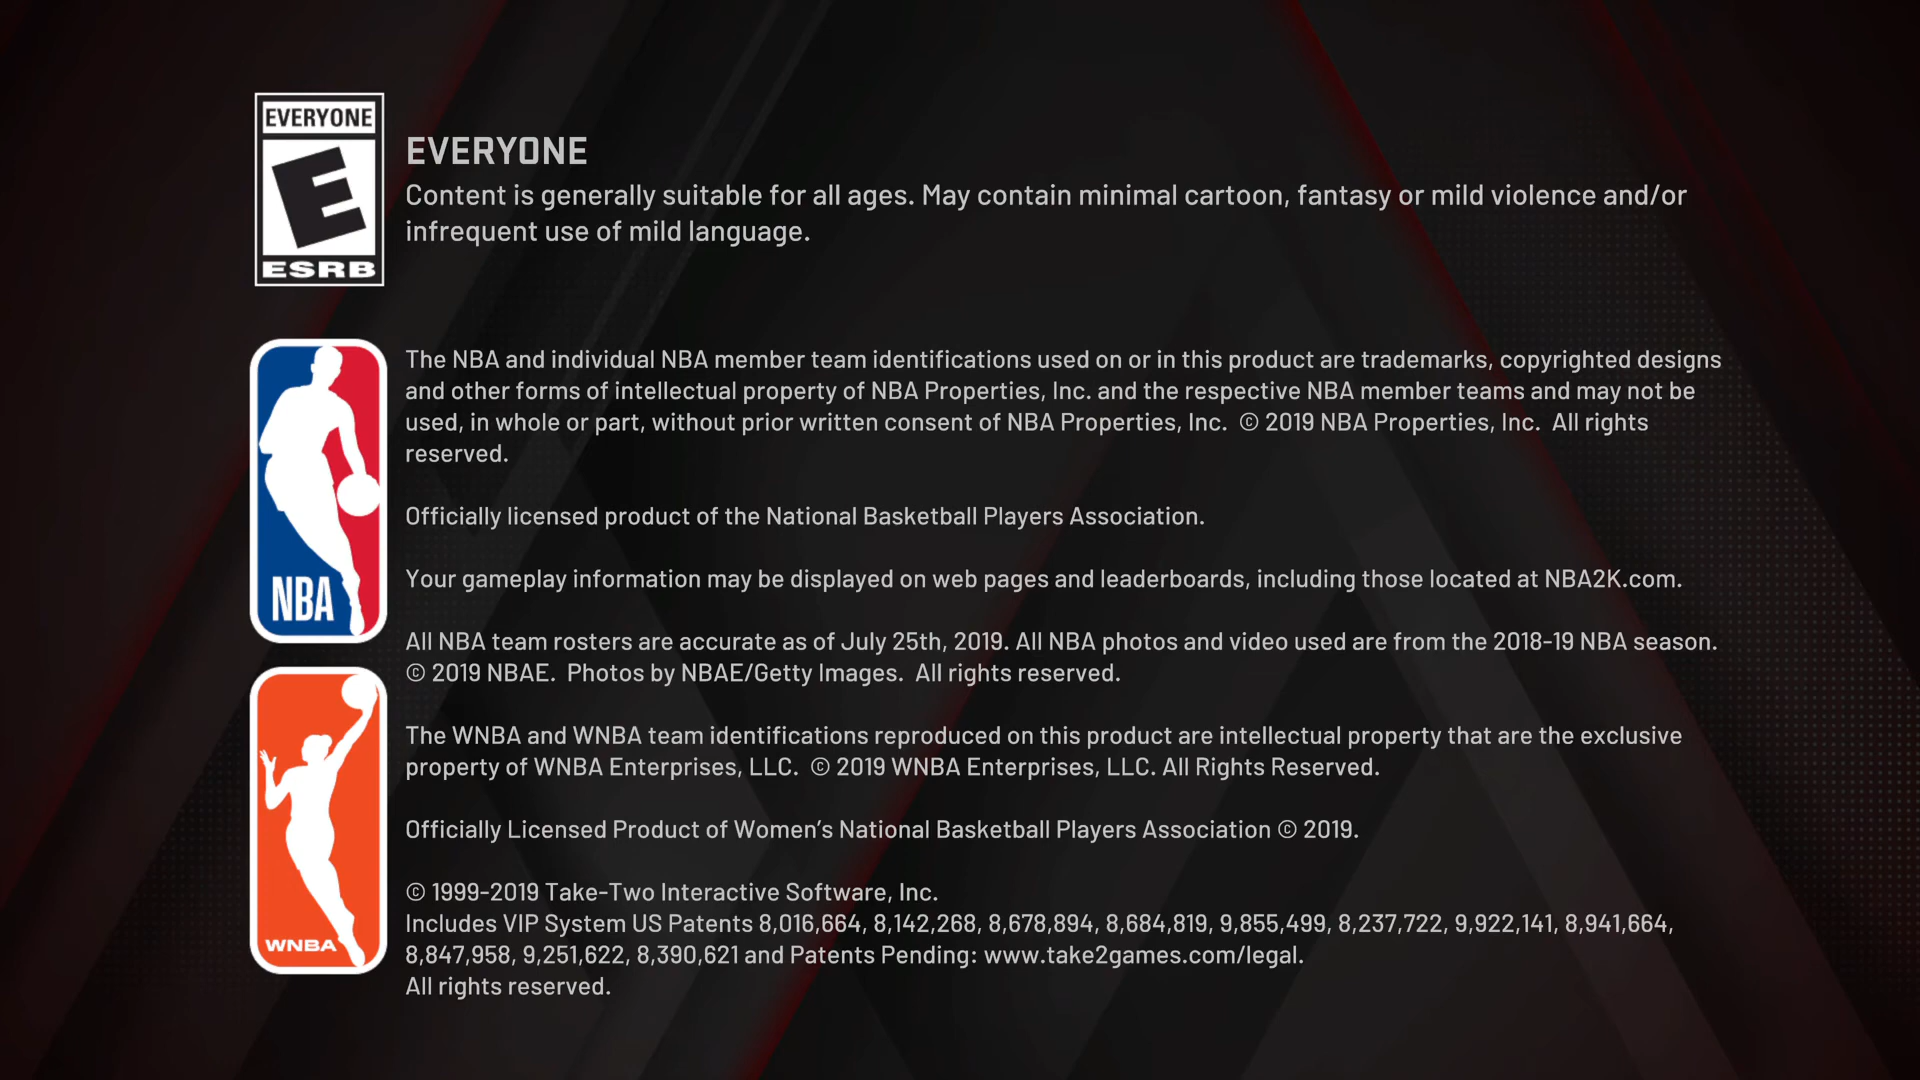 EVERYONE
E
ESRB
EVERYONE
Content is generally suitable for all ages. May contain minimal cartoon, fantasy or mild violence and/or
infrequent use of mild language.
NBA
The NBA and individual NBA member team identifications used on or in this product are trademarks, copyrighted designs
and other forms of intellectual property of NBA Properties, Inc. and the respective NBA member teams and may not be
used, in whole or part, without prior written consent of NBA Properties, Inc.  © 2019 NBA Properties, Inc.  All rights
reserved.
Officially licensed product of the National Basketball Players Association.
Your gameplay information may be displayed on web pages and leaderboards, including those located at NBA2K.com.
All NBA team rosters are accurate as of July 25th, 2019. All NBA photos and video used are from the 2018-19 NBA season.
© 2019 NBAE.  Photos by NBAE/Getty Images.  All rights reserved.
WNBA
The WNBA and WNBA team identifications reproduced on this product are intellectual property that are the exclusive
property of WNBA Enterprises, LLC.  © 2019 WNBA Enterprises, LLC. All Rights Reserved.
Officially Licensed Product of Women’s National Basketball Players Association © 2019.
© 1999-2019 Take-Two Interactive Software, Inc.
Includes VIP System US Patents 8,016,664, 8,142,268, 8,678,894, 8,684,819, 9,855,499, 8,237,722, 9,922,141, 8,941,664,
8,847,958, 9,251,622, 8,390,621 and Patents Pending: www.take2games.com/legal.
All rights reserved.